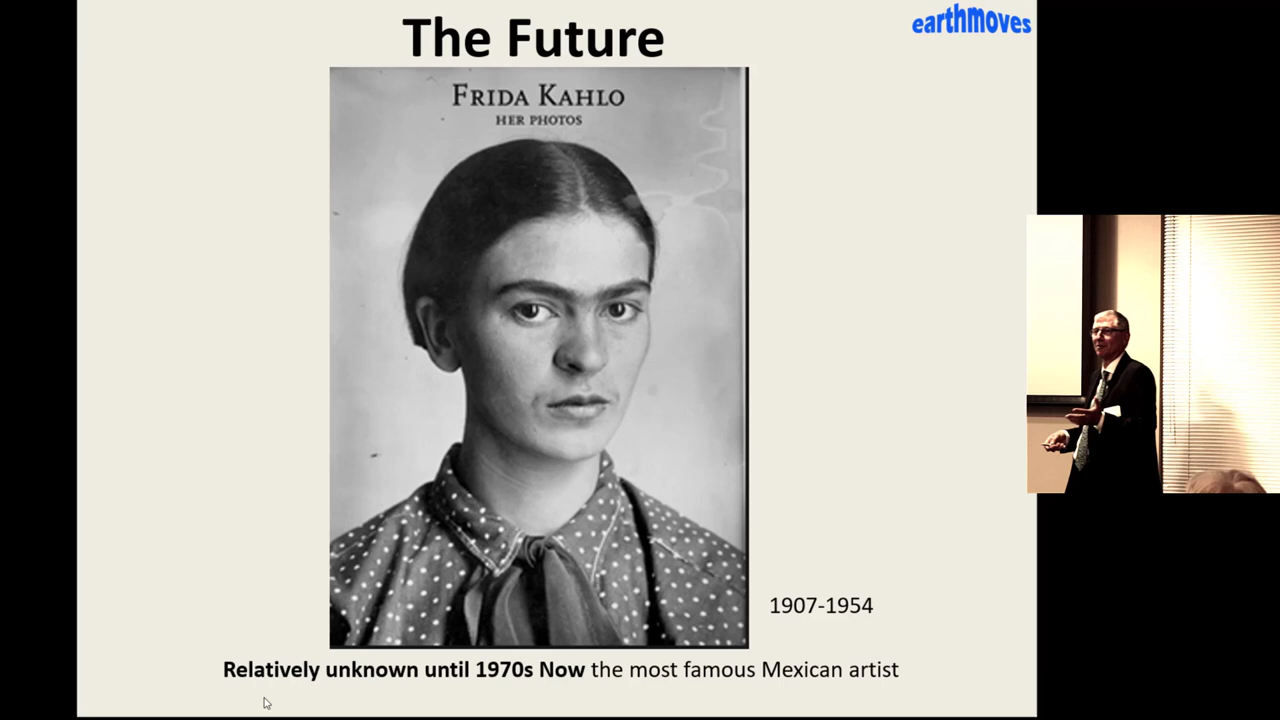 The Future
earthmoves
FRIDA KAHLO
HER PHOTOS
1907-1954
Relatively unknown until 1970s Now the most famous Mexican artist